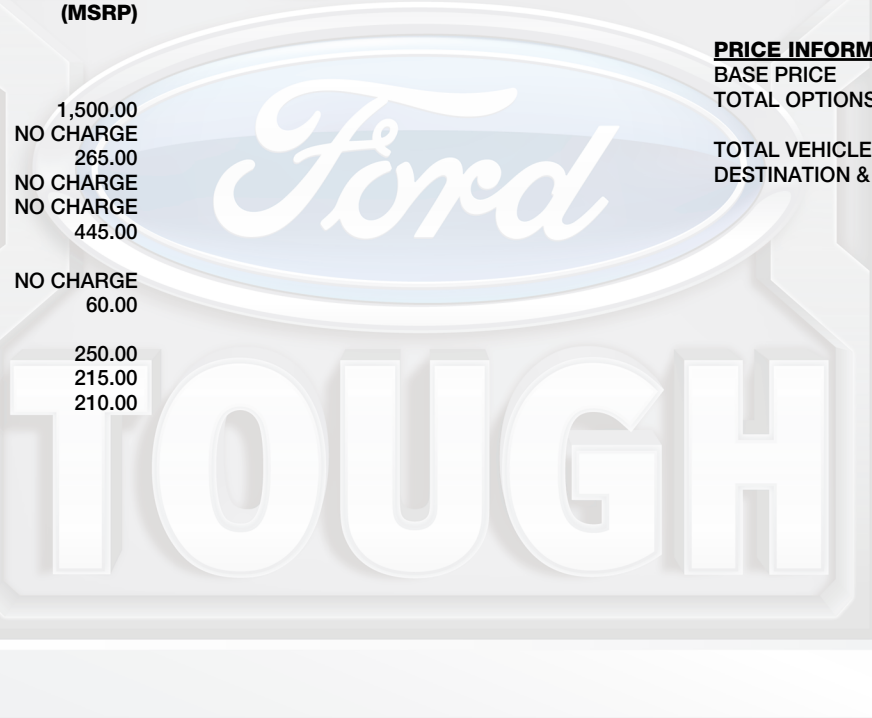 (MSRP)
1,500.00
NO CHARGE
265.00
NO CHARGE
NO CHARGE
445.00
NO CHARGE
60.00
250.00
215.00
210.00
PRICE INFORM
BASE PRICE
TOTAL OPTIONS
TOTAL VEHICLE
DESTINATION &
Ford
TOUGH